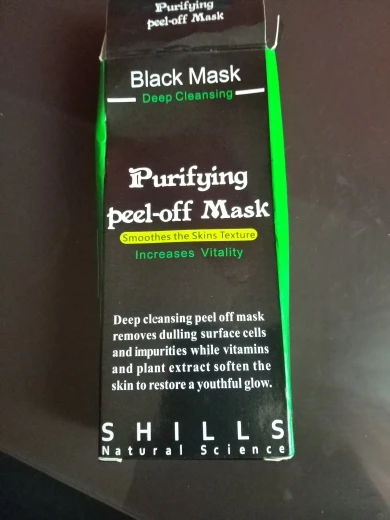 Purifying
peel-off Mask
Black Mask
Deep Cleansing
Purifying
peel-off Mask
Smoothes the Skins Texture
Increases Vitality
Deep cleansing peel off mask
removes dulling surface cells
and impurities while vitamins
and plant extract soften the
skin to restore a youthful glow.
SHILLS
Natural Science